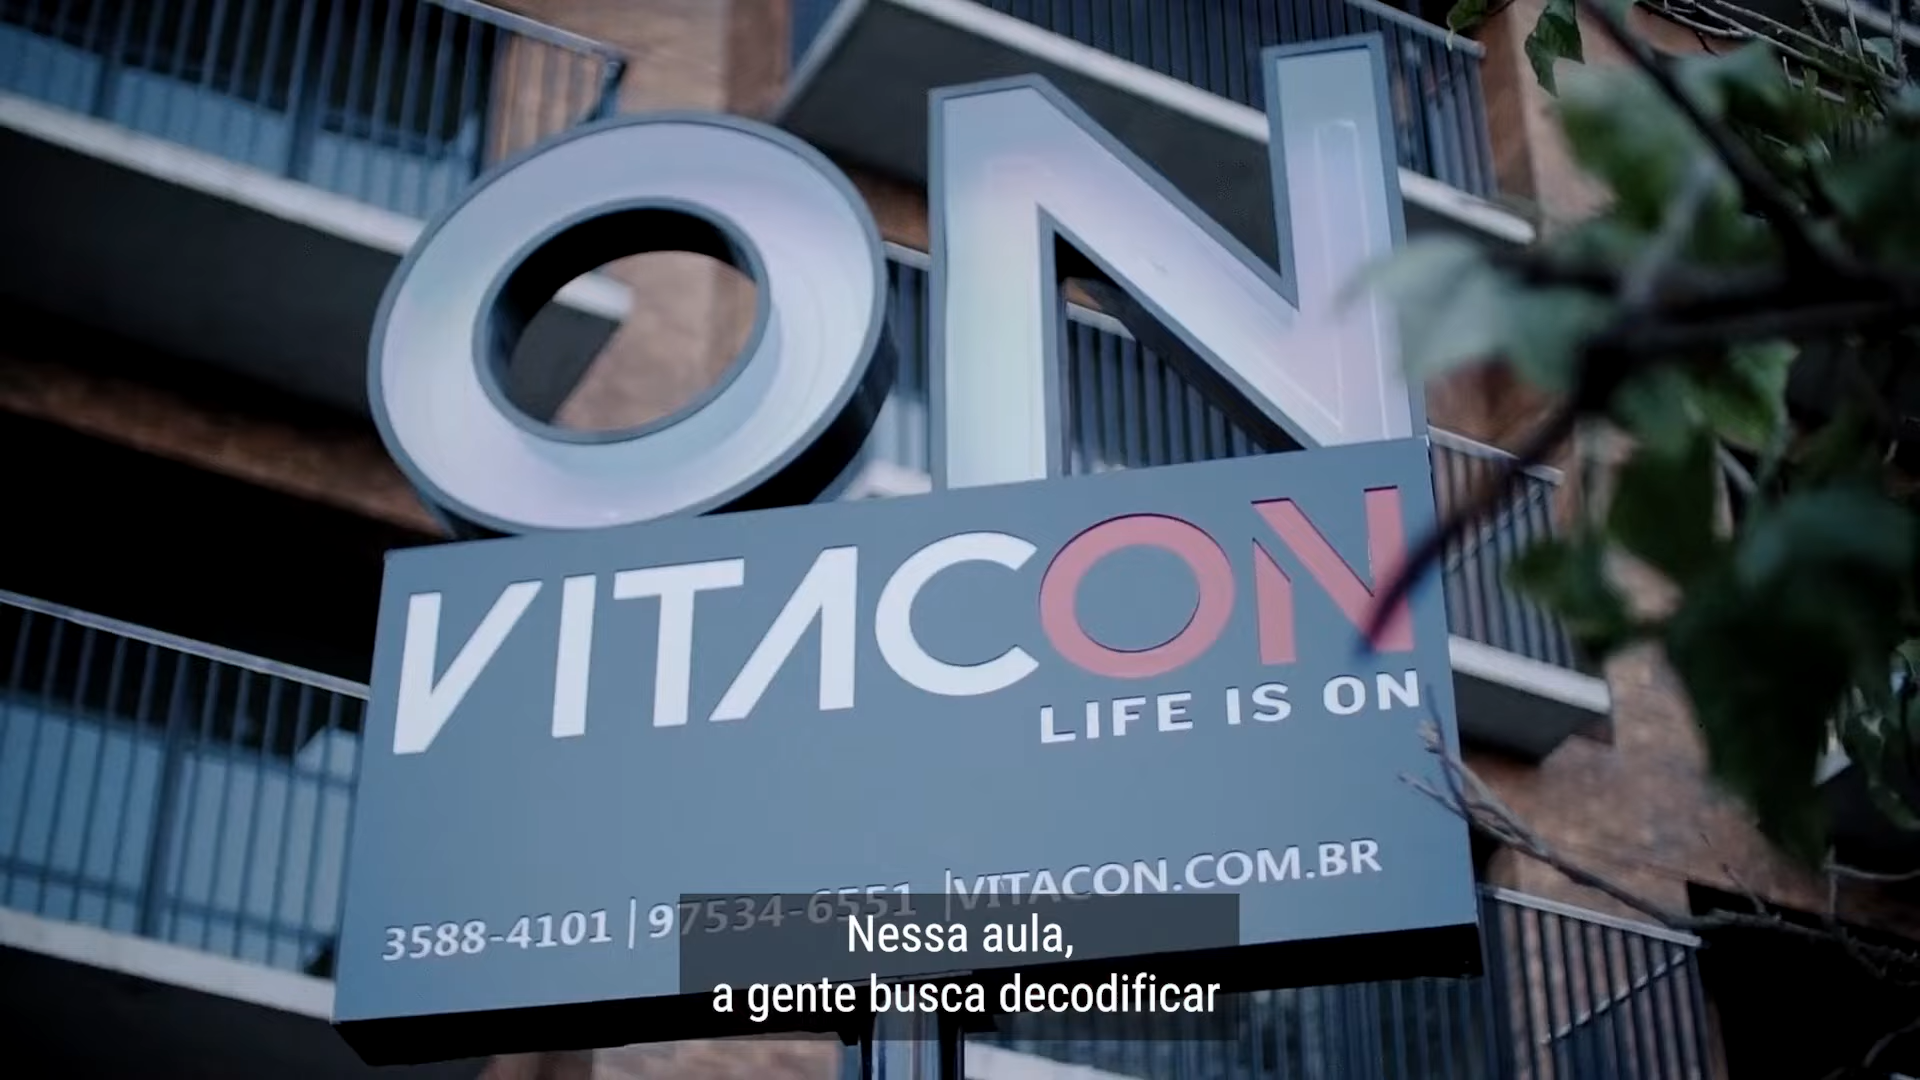 ON
VITACON
LIFE IS ON
3588-4101 | 97534-6551 | VITACON.COM.BR
Nessa aula,
a gente busca decodificar